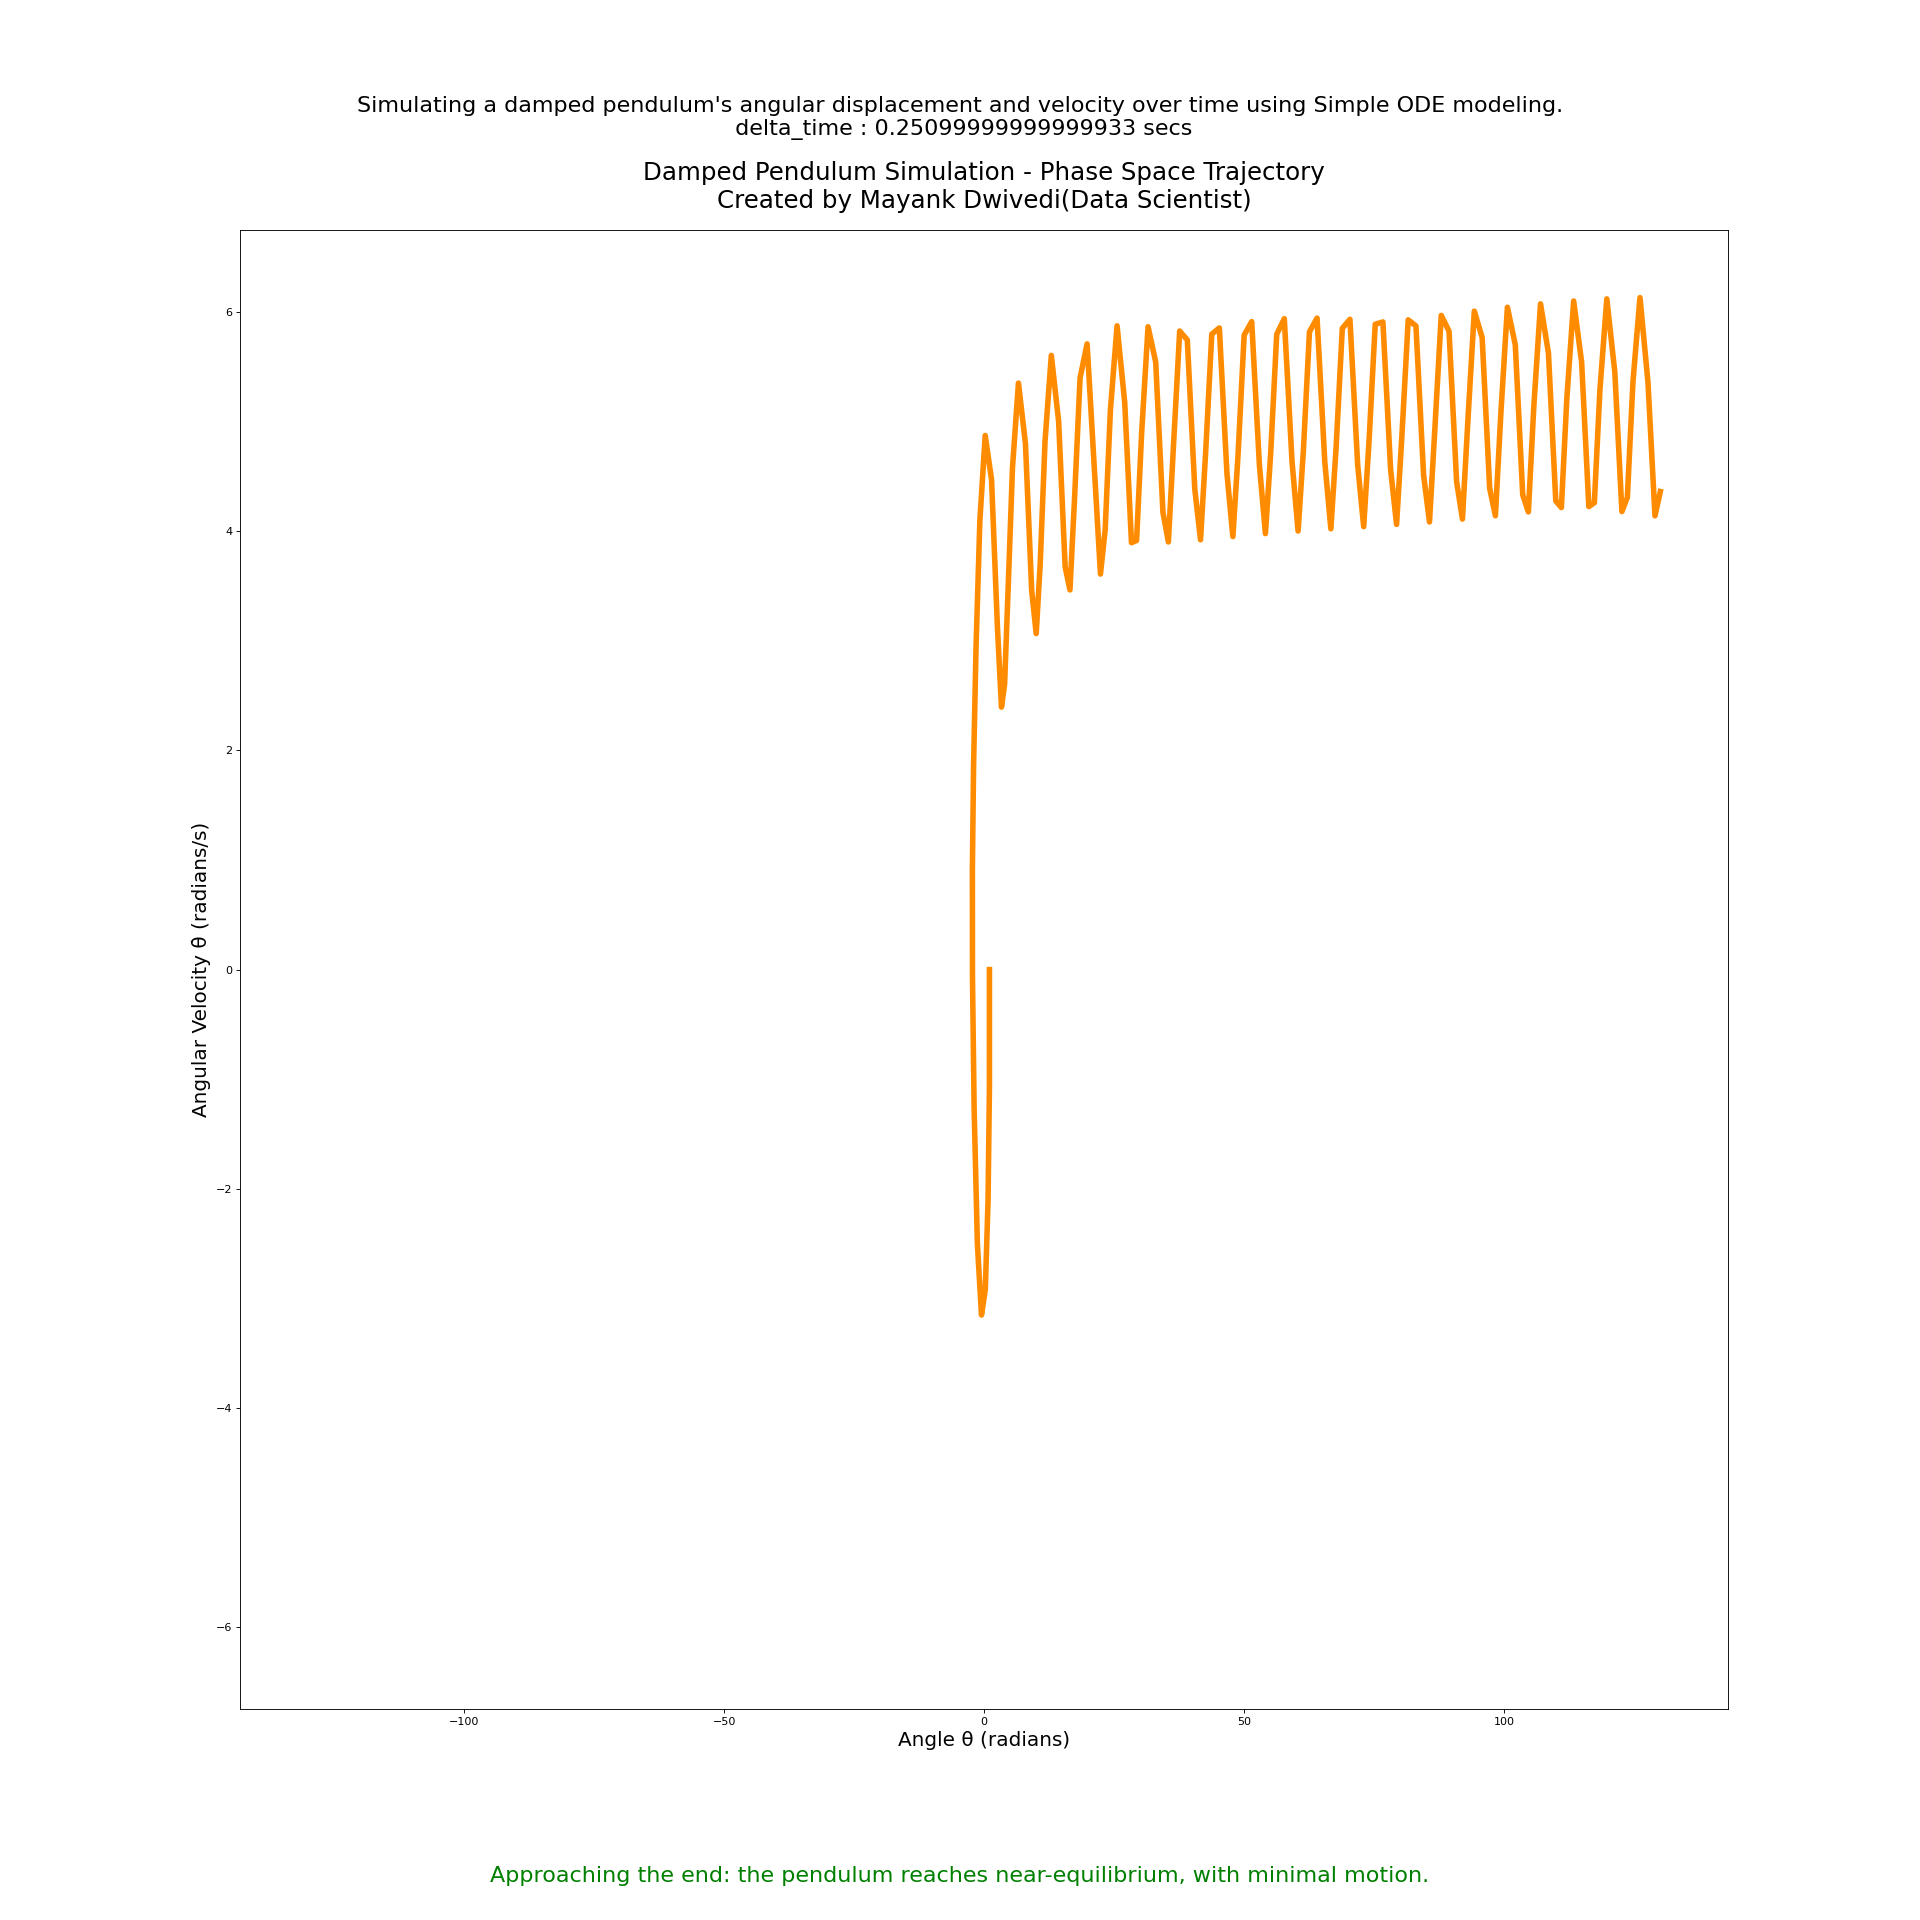 Simulating a damped pendulum's angular displacement and velocity over time using Simple ODE modeling.
delta_time : 0.25099999999999933 secs
Damped Pendulum Simulation - Phase Space Trajectory
Created by Mayank Dwivedi(Data Scientist)
6
4
2
0
−2
−4
−6
Angular Velocity θ (radians/s)
−100
−50
0
50
100
Angle θ (radians)
Approaching the end: the pendulum reaches near-equilibrium, with minimal motion.